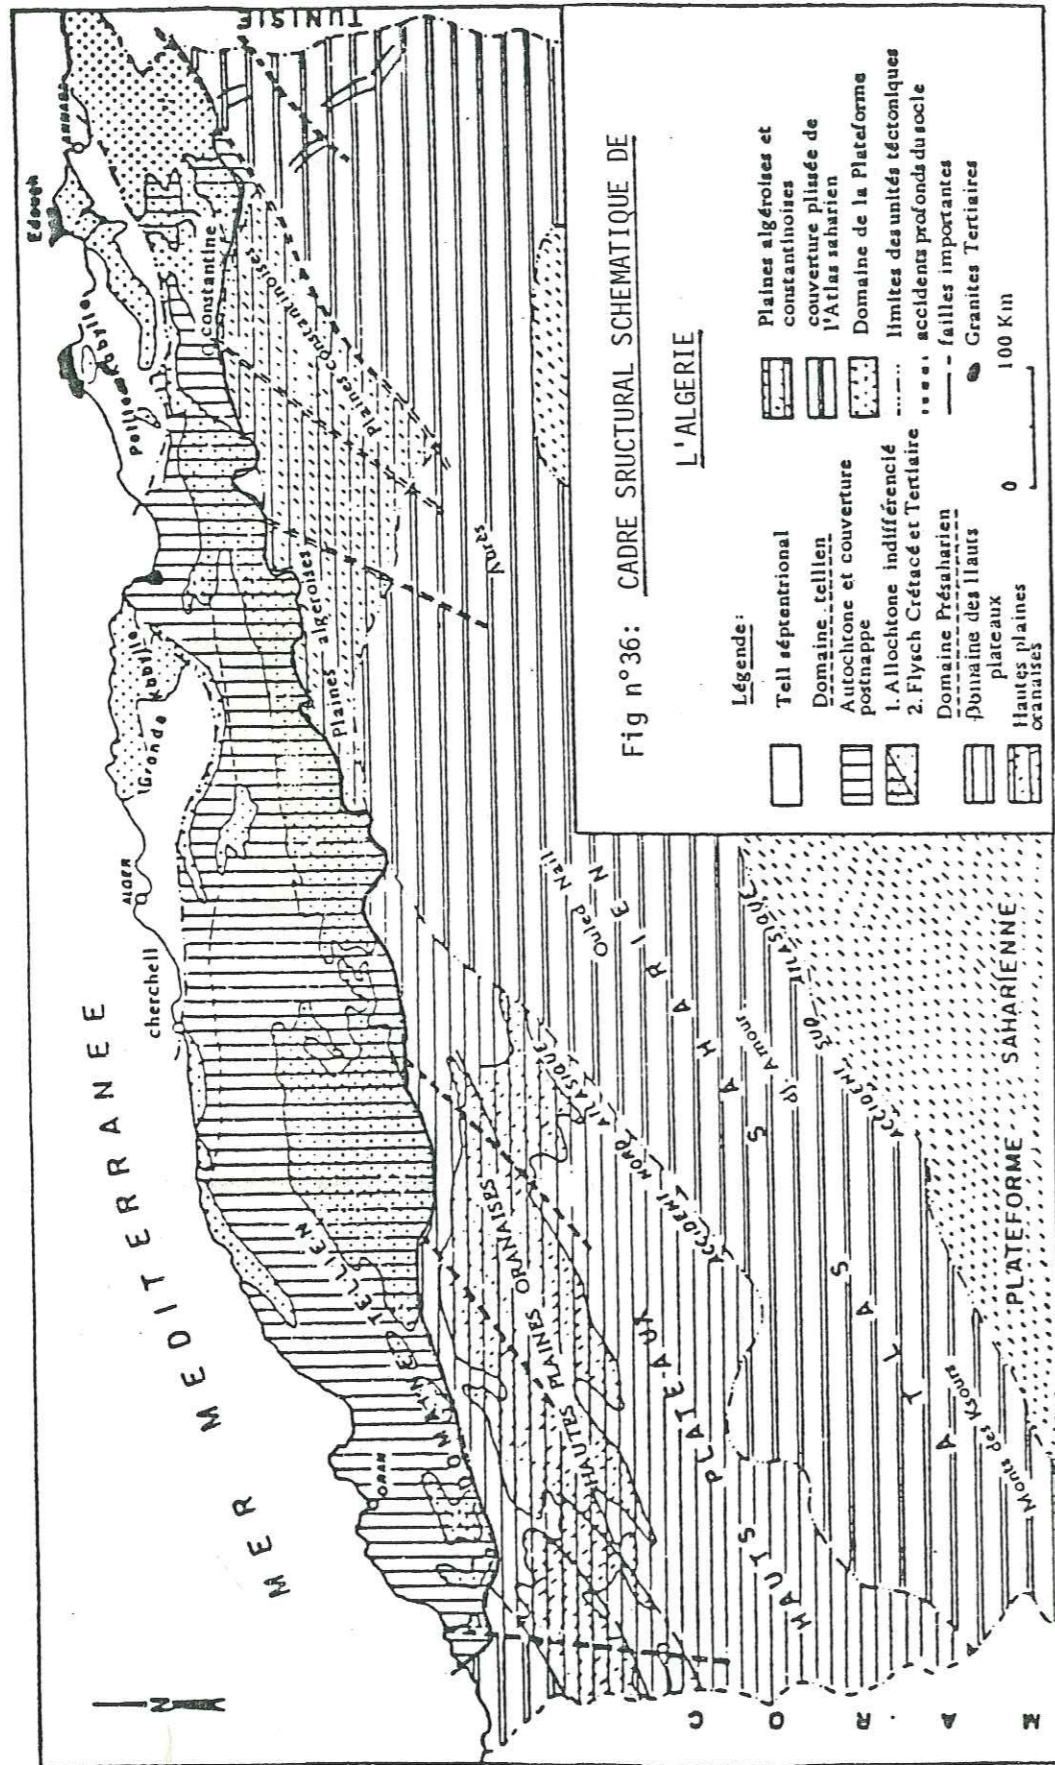 MER MEDITERRANE
N
TUNISIE
Edough
ANNABA
Petite Kabylie
constantine
Grande Kabylie
ALGER
Cherchell
ORAN
DOMAINE TELLIEN
Plaines constantinoises
Plaines algéroises
Aurès
HAUTES PLAINES ORANAISES
HAUTS PLATEAUX
ACCIDENT NORD ATLASIQUE
Ouled Nail
ATLAS SAHARIEN
Dj. Amour
ACCIDENT SUD ATLASIQUE
Monts des Ksours
PLATEFORME SAHARIENNE
MAROC
Fig n°36: CADRE SRUCTURAL SCHEMATIQUE DE
L'ALGERIE
Légende:
Tell séptentrional
Domaine tellien
Autochtone et couverture
postnappe
1. Allochtone indifférencié
2. Flysch Crétacé et Tertiaire
Domaine Présaharien
Domaine des Hauts
plateaux
Hautes plaines
oranaises
Plaines algéroises et
constantinoises
couverture plissée de
l'Atlas saharien
Domaine de la Plateforme
limites des unités téctoniques
accidents profonds du socle
failles importantes
Granites Tertiaires
0 100 Km